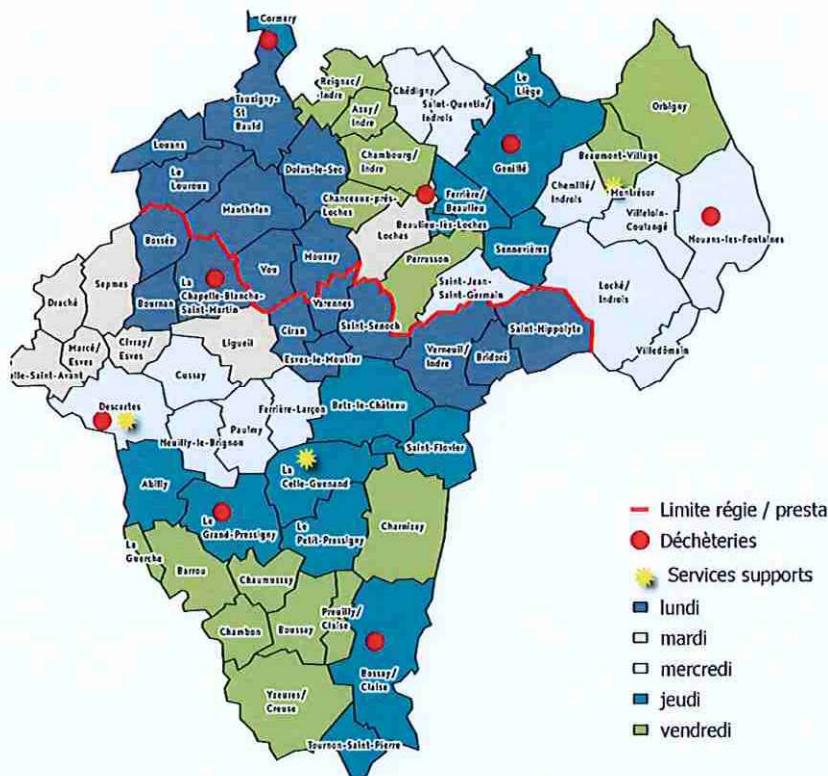 Cormery
Tauxigny-
St
Bauld
Reignac/
Indre
Azay/
Indre
Chédigny
Saint-Quentin/
Indrois
Le
Liège
Orbigny
Louans
Le
Louroux
Dolus-le-Sec
Chambourg/
Indre
Genillé
Beaumont-Village
Manthelan
Chanceaux-près-
Loches
Ferrière/
Beaulieu
Beaulieu-lès-Loches
Chemillé/
Indrois
Montrésor
Villeloin-
Coulangé
Nouans-les-Fontaines
Bossée
Loches
Sennevières
Sepmes
La
Chapelle-Blanche-
Saint-Martin
Vou
Mouzay
Perrusson
Saint-Jean-
Saint-Germain
Loché/
Indrois
Draché
Bournan
Varennes
Ciran
Saint-Senoch
Saint-Hippolyte
Marcé/
Esves
Civray/
Esves
Ligueil
Esves-le-Moutier
Verneuil/
Indre
Bridoré
Villedômain
elle-Saint-Avant
Cussay
Descartes
Ferrière-Larçon
Betz-le-Château
Neuilly-le-Brignon
Paulmy
Saint-Flovier
Abilly
La
Celle-Guenand
Le
Grand-Pressigny
Le
Petit-Pressigny
Charnizay
La
Guerche
Barrou
Chaumussay
Chambon
Boussay
Preuilly/
Claise
Bossay/
Claise
Yzeures/
Creuse
Tournon-Saint-Pierre
Limite régie / presta
Déchèteries
Services supports
lundi
mardi
mercredi
jeudi
vendredi